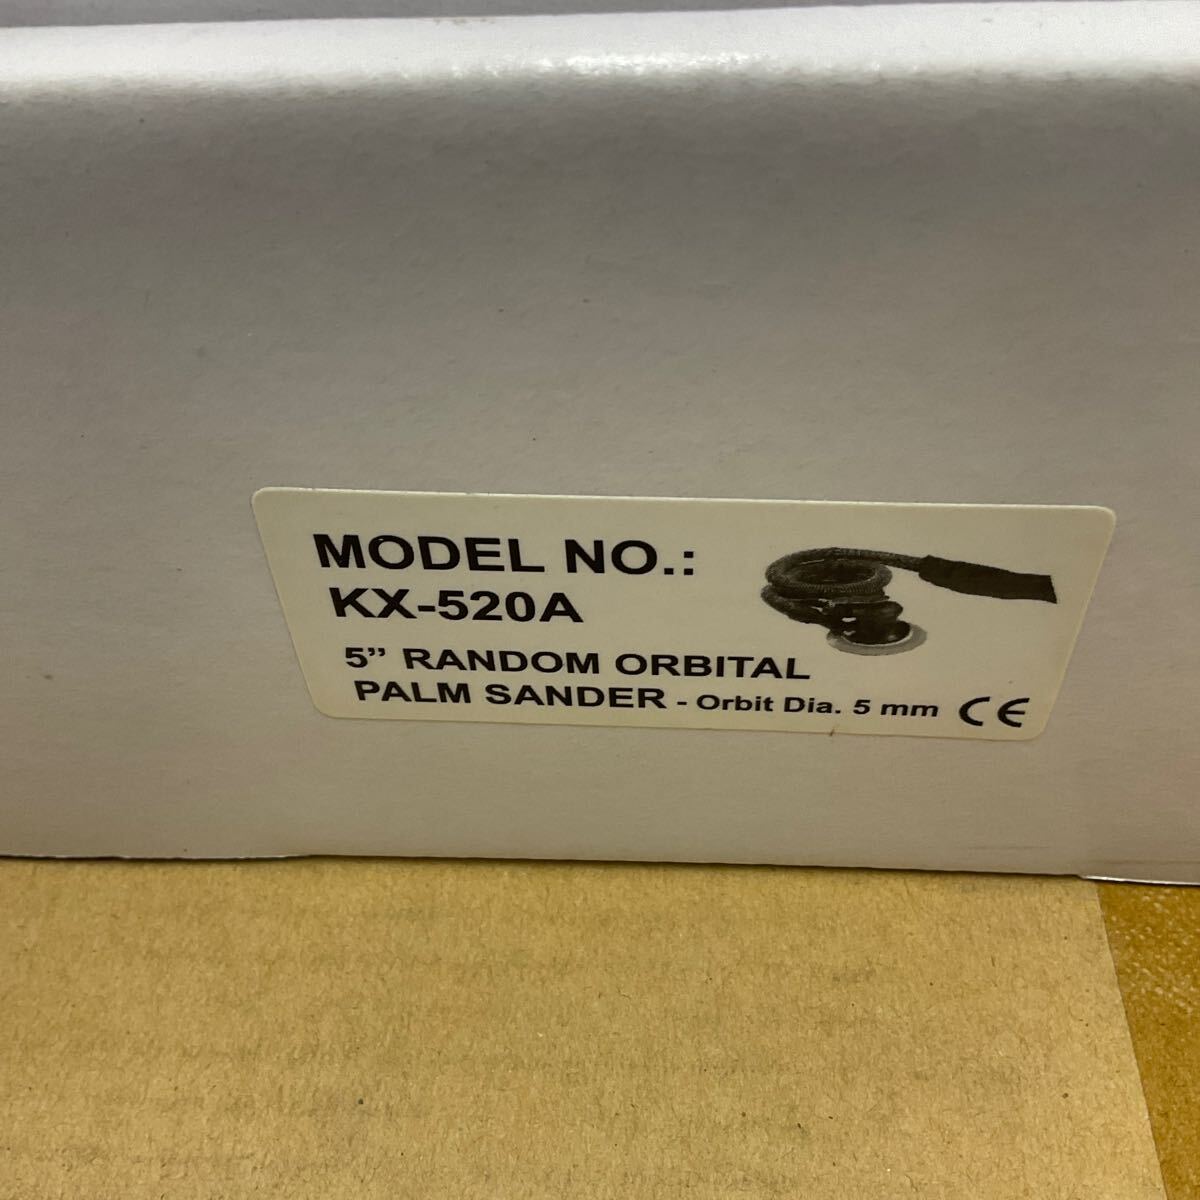 MODEL NO.:
KX-520A
5” RANDOM ORBITAL
PALM SANDER - Orbit Dia. 5 mm CE